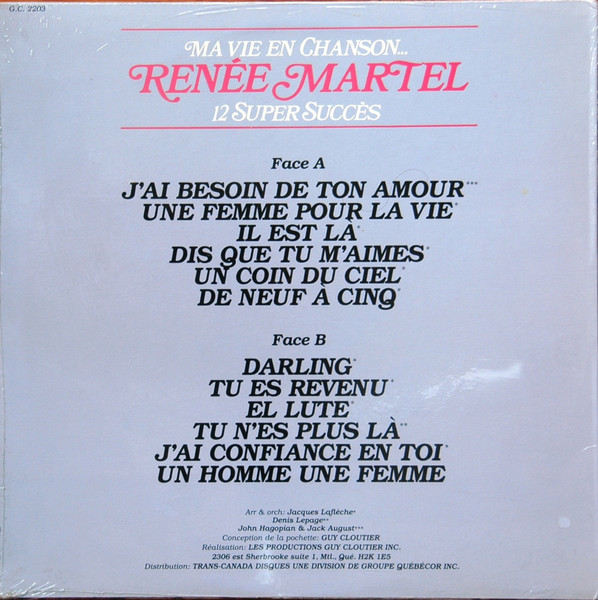 G.C. 2203
MA VIE EN CHANSON...
RENÉE MARTEL
12 SUPER SUCCÈS
Face A
J'AI BESOIN DE TON AMOUR***
UNE FEMME POUR LA VIE*
IL EST LÀ*
DIS QUE TU M'AIMES*
UN COIN DU CIEL*
DE NEUF À CINQ*
Face B
DARLING*
TU ES REVENU*
EL LUTE*
TU N'ES PLUS LÀ**
J'AI CONFIANCE EN TOI*
UN HOMME UNE FEMME
Arr & orch: Jacques Laflèche*
Denis Lepage**
John Hagopian & Jack August***
Conception de la pochette: GUY CLOUTIER
Réalisation: LES PRODUCTIONS GUY CLOUTIER INC.
2306 est Sherbrooke suite 1, Mtl., Qué. H2K 1E5
Distribution: TRANS-CANADA DISQUES UNE DIVISION DE GROUPE QUÉBÉCOR INC.